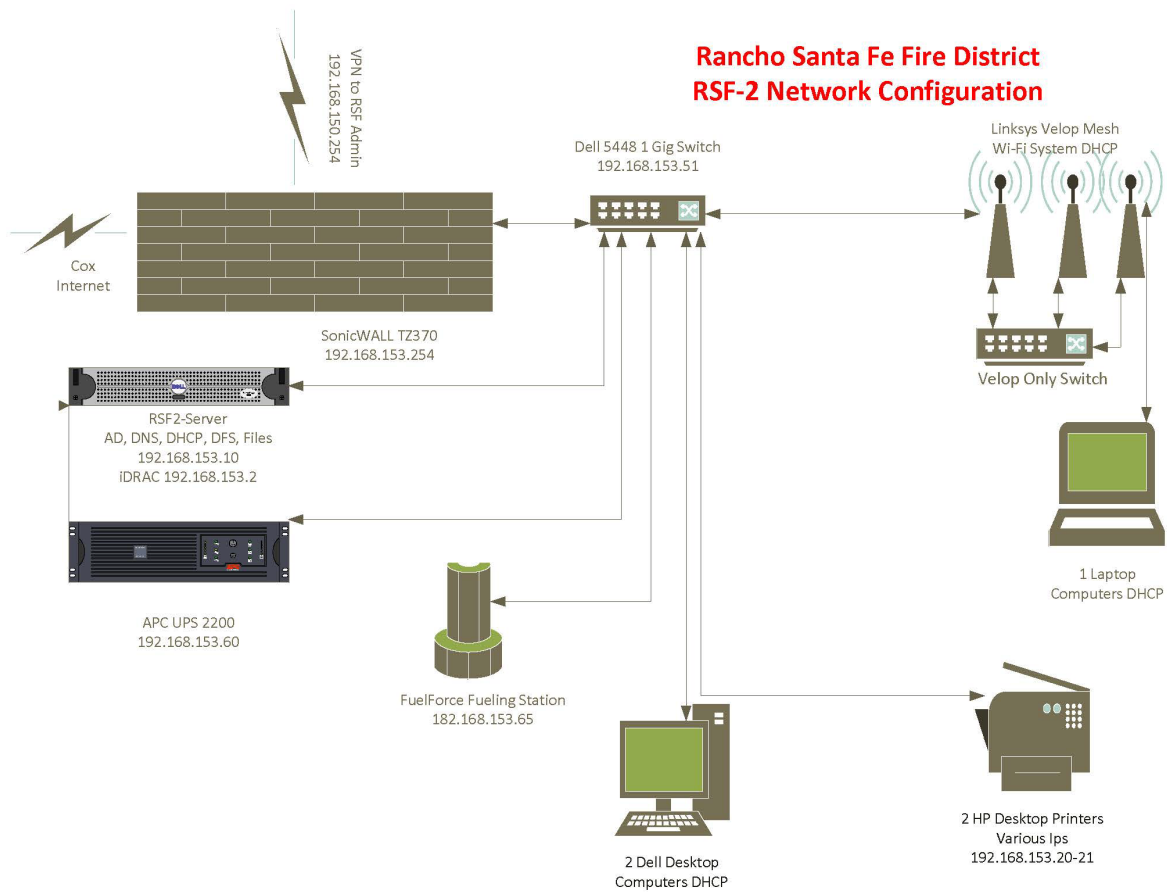 Rancho Santa Fe Fire District
RSF-2 Network Configuration
VPN to RSF Admin
192.168.150.254
Cox
Internet
SonicWALL TZ370
192.168.153.254
Dell 5448 1 Gig Switch
192.168.153.51
Linksys Velop Mesh
Wi-Fi System DHCP
Velop Only Switch
DELL
RSF2-Server
AD, DNS, DHCP, DFS, Files
192.168.153.10
iDRAC 192.168.153.2
APC UPS 2200
192.168.153.60
FuelForce Fueling Station
182.168.153.65
1 Laptop
Computers DHCP
2 Dell Desktop
Computers DHCP
2 HP Desktop Printers
Various Ips
192.168.153.20-21